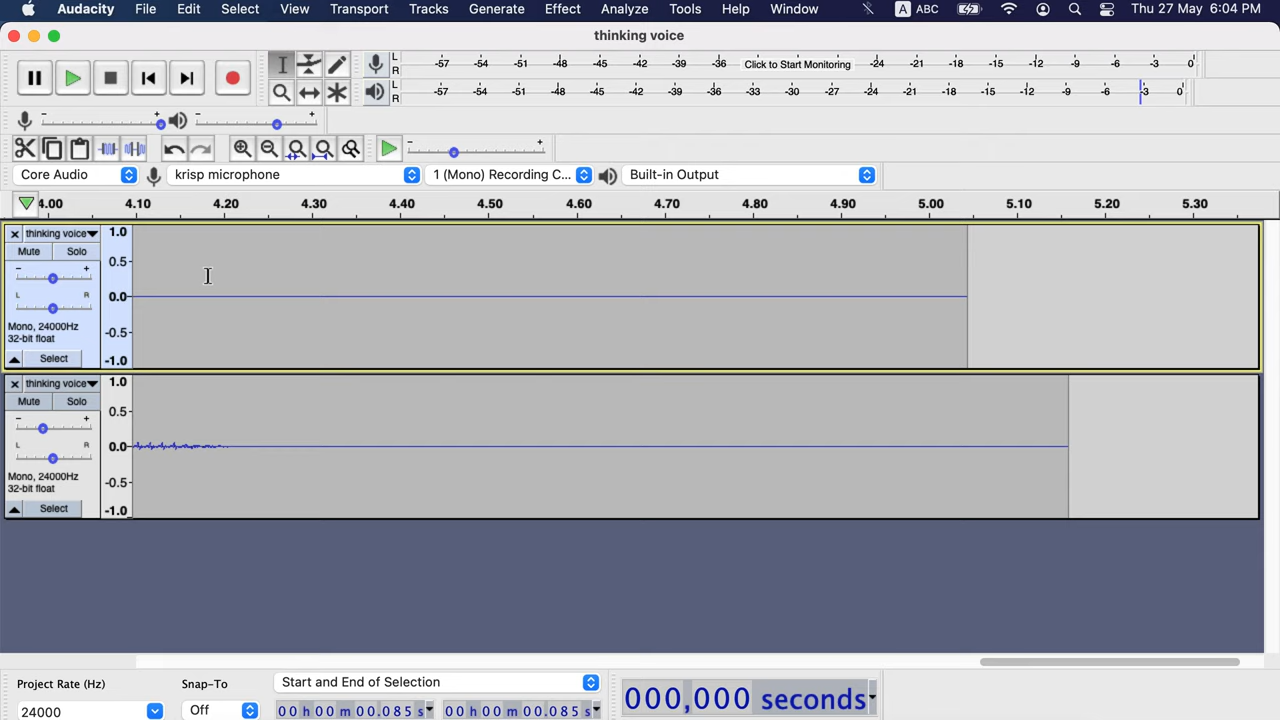 Audacity File Edit Select View Transport Tracks Generate Effect Analyze Tools Help Window A ABC Thu 27 May 6:04 PM
thinking voice
L R -57 -54 -51 -48 -45 -42 -39 -36 Click to Start Monitoring -24 -21 -18 -15 -12 -9 -6 -3 0
L R -57 -54 -51 -48 -45 -42 -39 -36 -33 -30 -27 -24 -21 -18 -15 -12 -9 -6 -3 0
- + - +
- +
Core Audio krisp microphone 1 (Mono) Recording C... Built-in Output
4.00 4.10 4.20 4.30 4.40 4.50 4.60 4.70 4.80 4.90 5.00 5.10 5.20 5.30
thinking voice 1.0
Mute Solo
- + 0.5
L R 0.0
Mono, 24000Hz
32-bit float -0.5
Select -1.0
thinking voice 1.0
Mute Solo
- + 0.5
L R 0.0
Mono, 24000Hz
32-bit float -0.5
Select -1.0
Project Rate (Hz) Snap-To Start and End of Selection
24000 Off 00 h 00 m 00.085 s 00 h 00 m 00.085 s 000,000 seconds